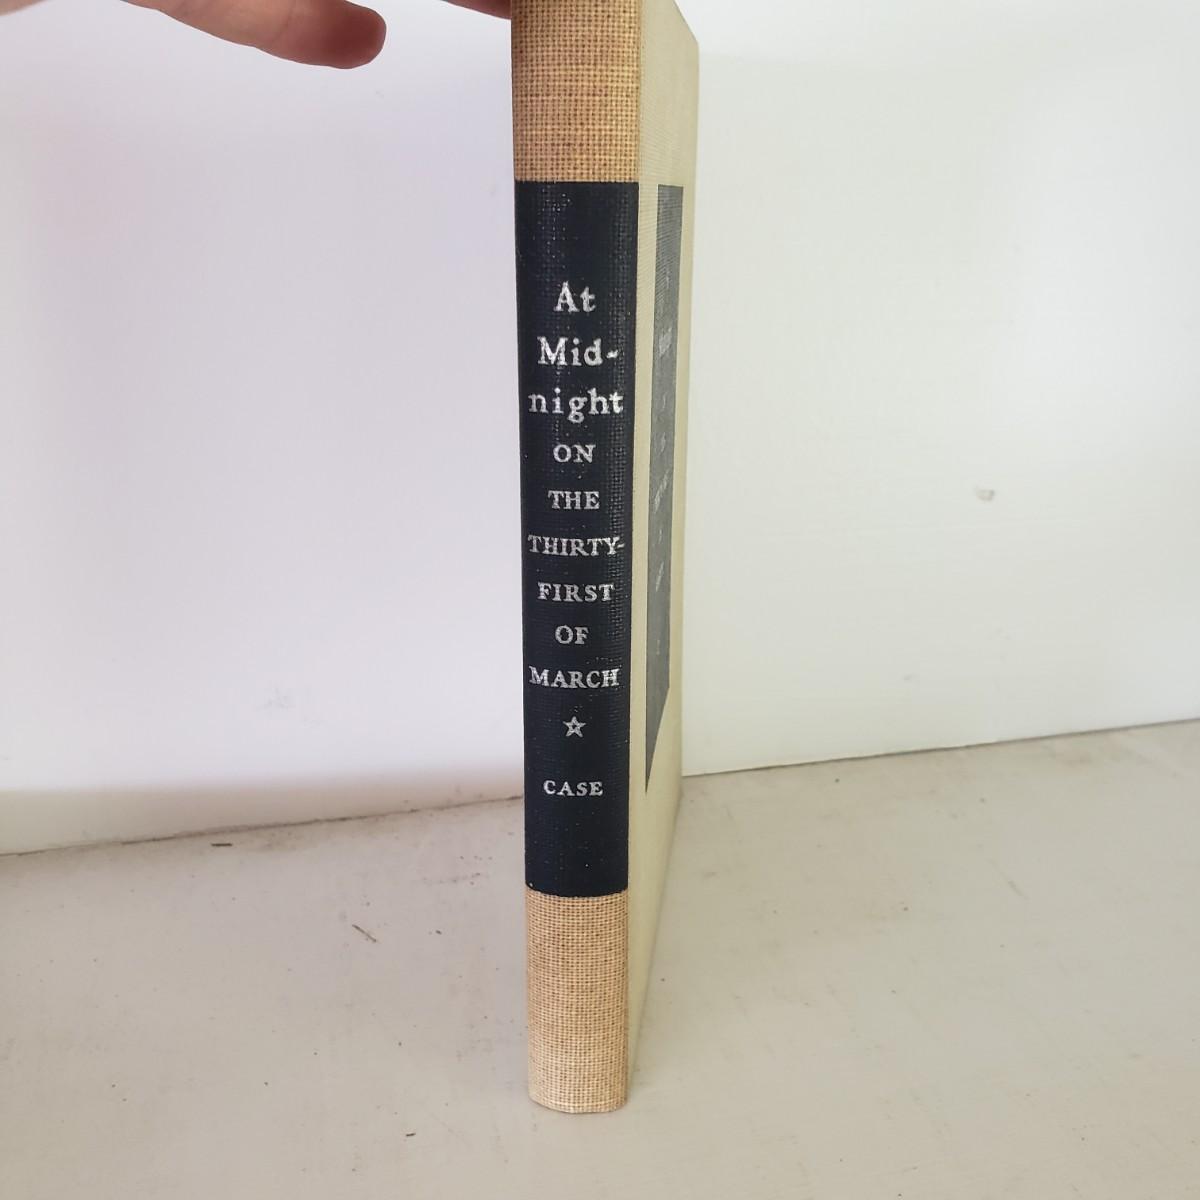 At
Mid-
night
ON
THE
THIRTY-
FIRST
OF
MARCH
CASE